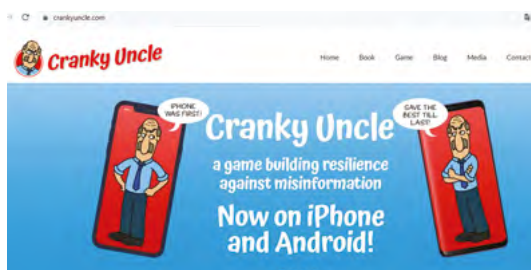 crankyuncle.com
Cranky Uncle
Home Book Game Blog Media Contact
IPHONE
WAS FIRST!
SAVE THE
BEST TILL
LAST!
Cranky Uncle
a game building resilience
against misinformation
Now on iPhone
and Android!